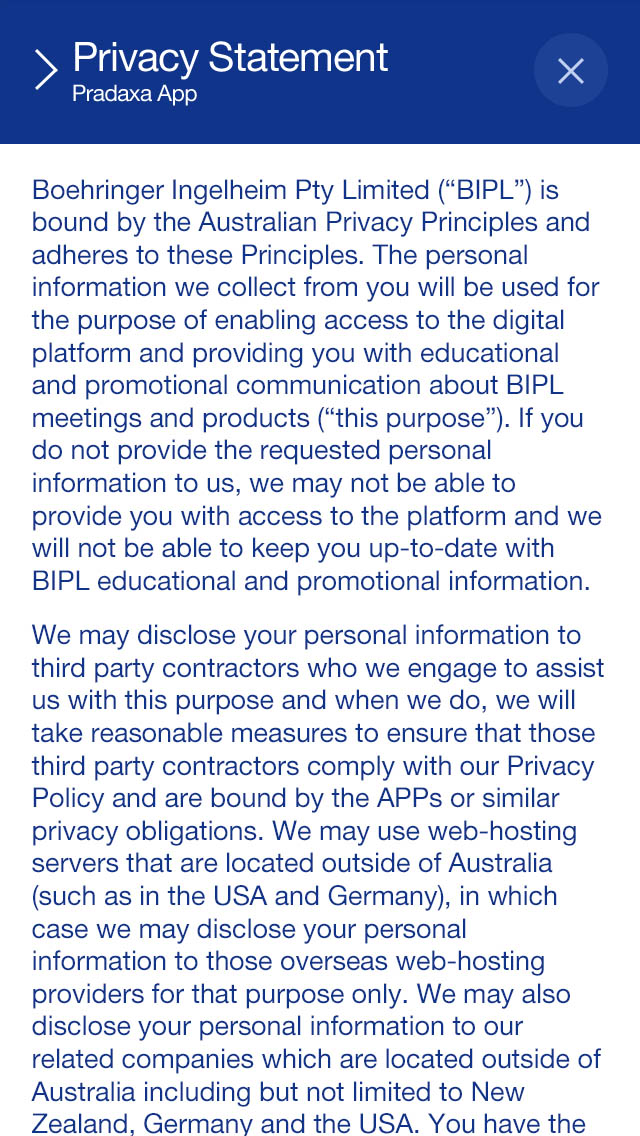 Privacy Statement
Pradaxa App
Boehringer Ingelheim Pty Limited (“BIPL”) is
bound by the Australian Privacy Principles and
adheres to these Principles. The personal
information we collect from you will be used for
the purpose of enabling access to the digital
platform and providing you with educational
and promotional communication about BIPL
meetings and products (“this purpose”). If you
do not provide the requested personal
information to us, we may not be able to
provide you with access to the platform and we
will not be able to keep you up-to-date with
BIPL educational and promotional information.
We may disclose your personal information to
third party contractors who we engage to assist
us with this purpose and when we do, we will
take reasonable measures to ensure that those
third party contractors comply with our Privacy
Policy and are bound by the APPs or similar
privacy obligations. We may use web-hosting
servers that are located outside of Australia
(such as in the USA and Germany), in which
case we may disclose your personal
information to those overseas web-hosting
providers for that purpose only. We may also
disclose your personal information to our
related companies which are located outside of
Australia including but not limited to New
Zealand, Germany and the USA. You have the